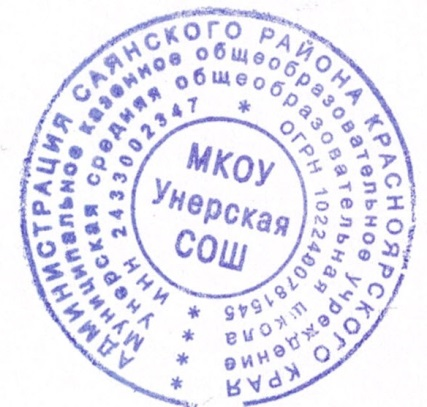 АДМИНИСТРАЦИЯ САЯНСКОГО РАЙОНА КРАСНОЯРСКОГО КРАЯ
Муниципальное казенное общеобразовательное учреждение
Унерская средняя общеобразовательная школа
ИНН 2433002347 * ОГРН 1022400781545
* * * *
МКОУ
Унерская
СОШ